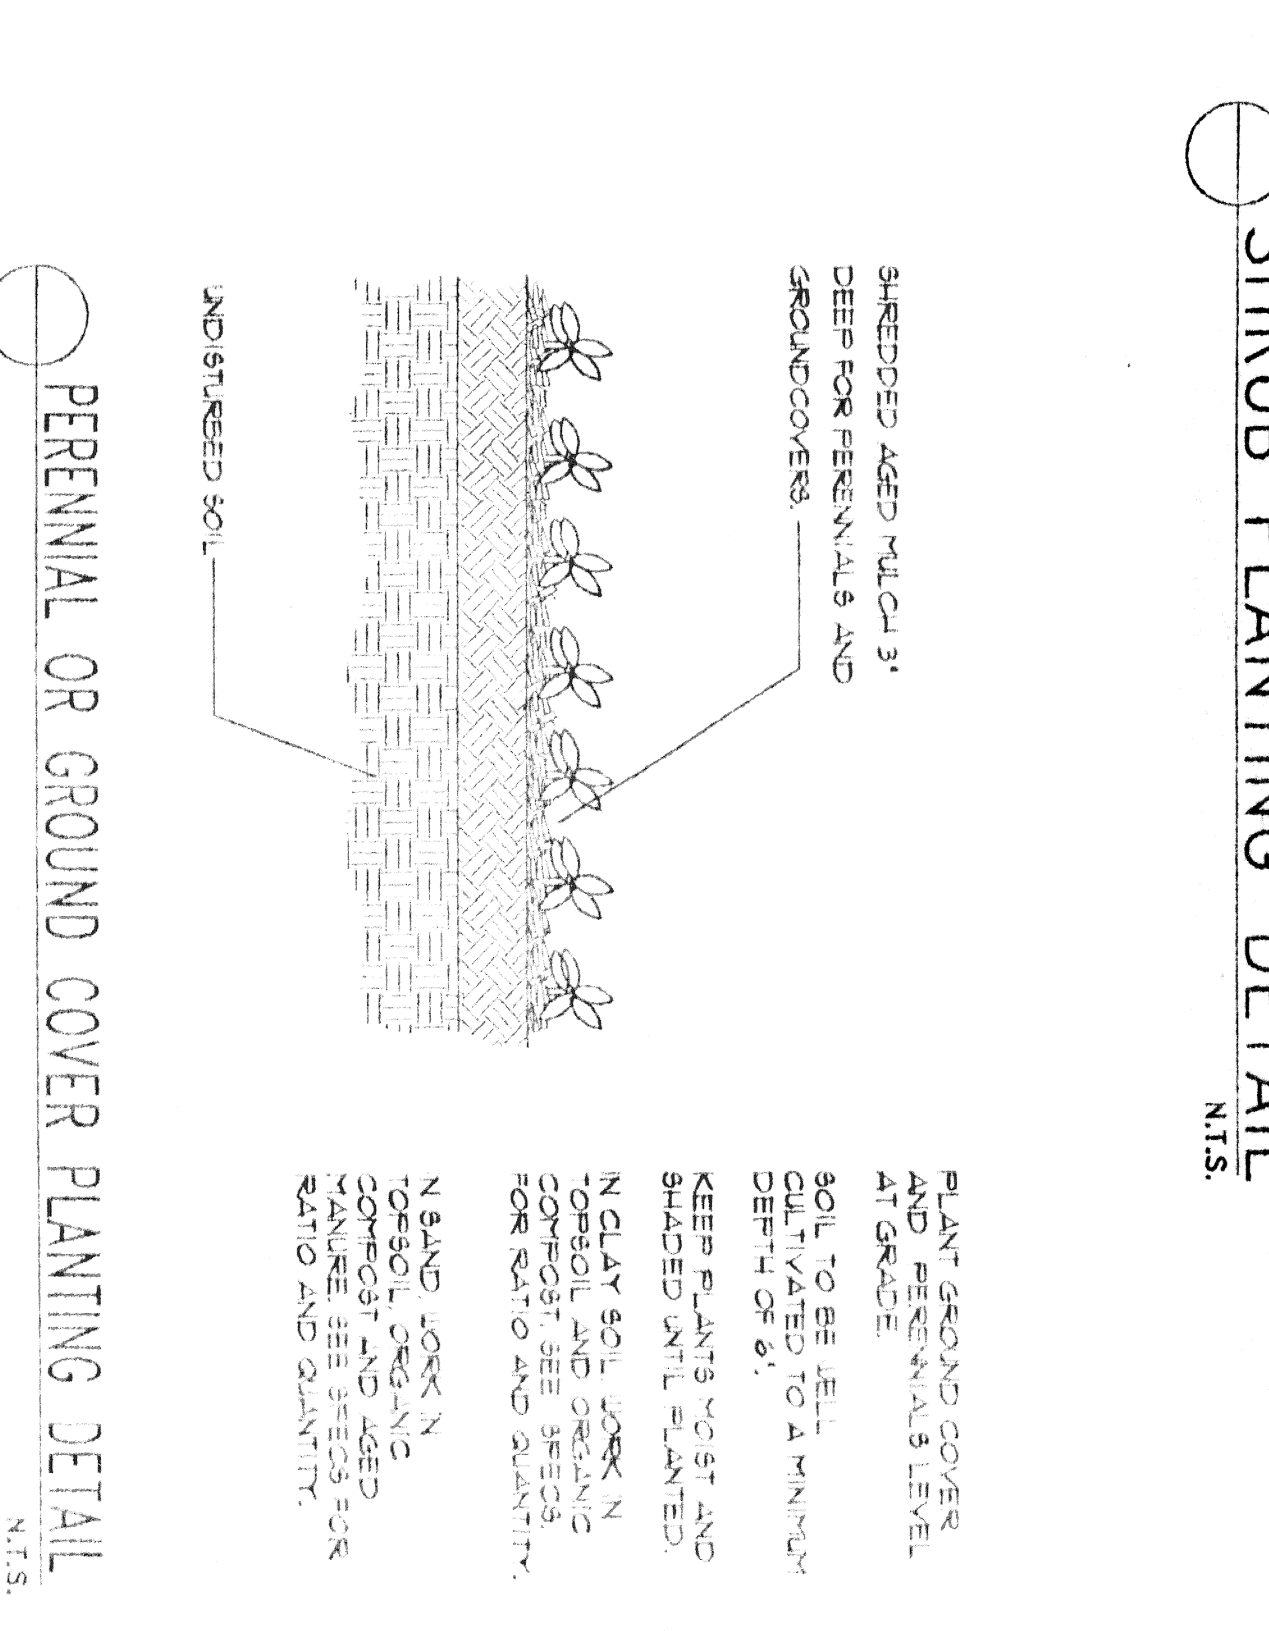 SHRUB PLANTING DETAIL
N.T.S.
SHREDDED AGED MULCH 3"
DEEP FOR PERENNIALS AND
GROUNDCOVERS.
UNDISTURBED SOIL
PLANT GROUND COVER
AND PERENNIALS LEVEL
AT GRADE.
SOIL TO BE WELL
CULTIVATED TO A MINIMUM
DEPTH OF 6".
KEEP PLANTS MOIST AND
SHADED UNTIL PLANTED.
IN CLAY SOIL WORK IN
TOPSOIL AND ORGANIC
COMPOST. SEE SPECS.
FOR RATIO AND QUANTITY.
IN SAND WORK IN
TOPSOIL, ORGANIC
COMPOST AND AGED
MANURE. SEE SPECS FOR
RATIO AND QUANTITY.
PERENNIAL OR GROUND COVER PLANTING DETAIL
N.T.S.